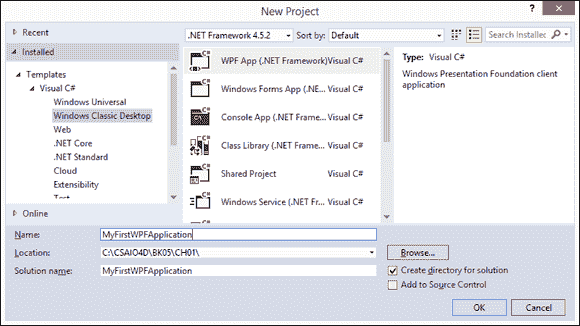 New Project
? x
Recent
Installed
Templates
Visual C#
Windows Universal
Windows Classic Desktop
Web
.NET Core
.NET Standard
Cloud
Extensibility
Test
Online
.NET Framework 4.5.2 Sort by: Default
Search Installed
WPF App (.NET Framework) Visual C#
Windows Forms App (.NE... Visual C#
Console App (.NET Frame... Visual C#
Class Library (.NET Fram... Visual C#
Shared Project Visual C#
Windows Service (.NET Fr... Visual C#
Type: Visual C#
Windows Presentation Foundation client
application
Name: MyFirstWPFApplication
Location: C:\CSAIO4D\BK05\CH01\
Solution name: MyFirstWPFApplication
Browse...
Create directory for solution
Add to Source Control
OK Cancel